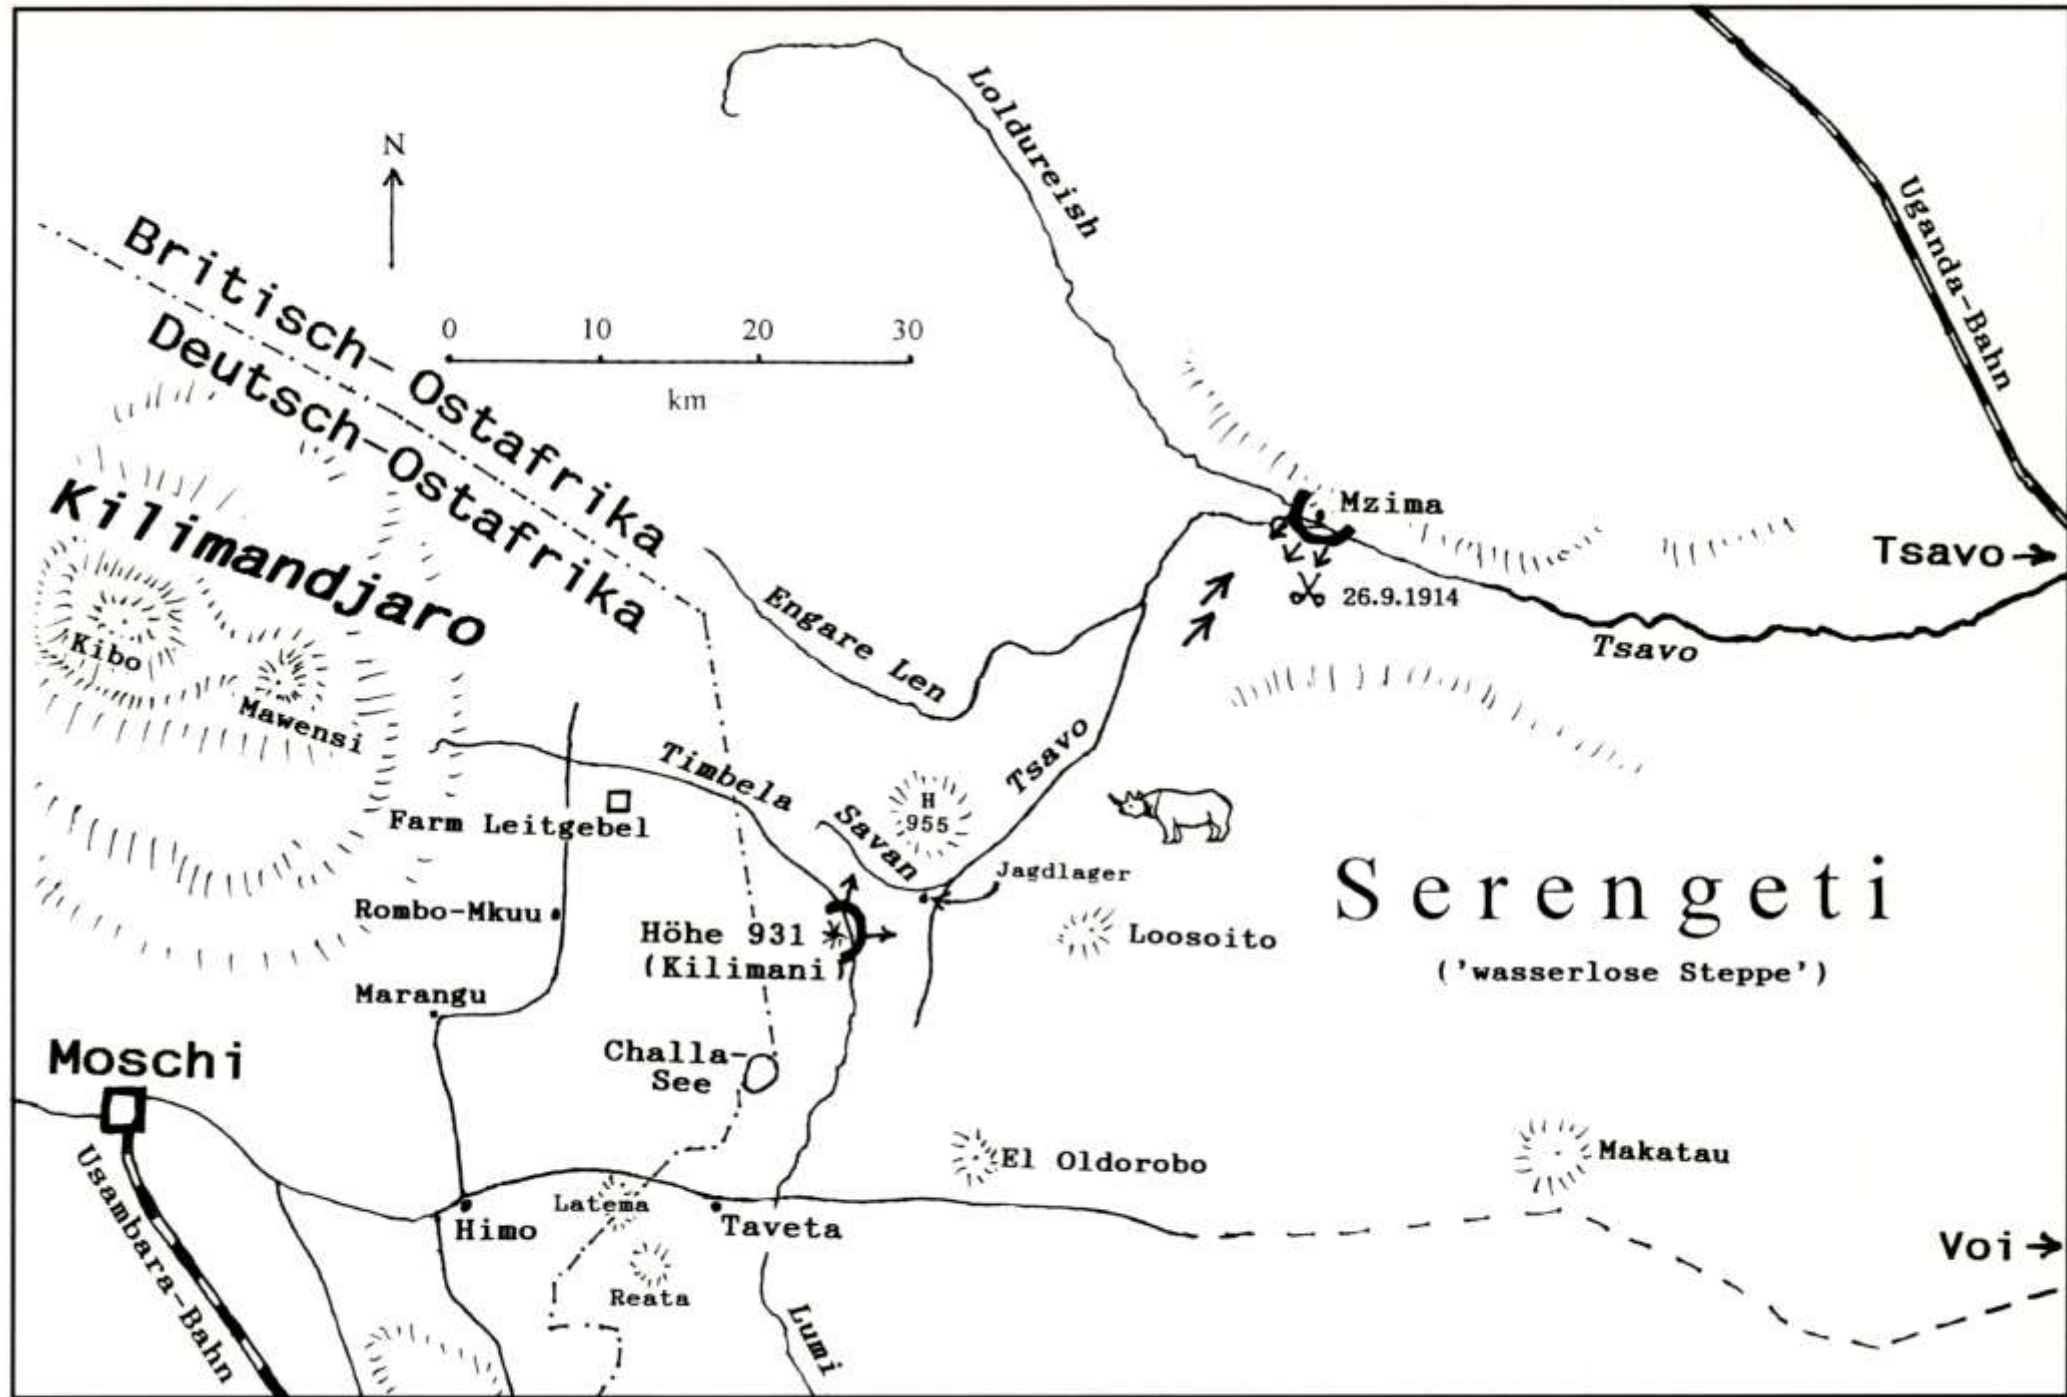 N
Loldureish
Uganda-Bahn
Britisch-Ostafrika
Deutsch-Ostafrika
0 10 20 30
km
Kilimandjaro
Kibo
Mawensi
Mzima
26.9.1914
Tsavo
Tsavo
Engare Len
Timbela
Savan
Tsavo
H
955
Jagdlager
Farm Leitgebel
Rombo-Mkuu
Höhe 931
(Kilimani)
Loosoito
Serengeti
('wasserlose Steppe')
Marangu
Moschi
Challa-
See
El Oldorobo
Makatau
Latema
Himo
Taveta
Reata
Usambara-Bahn
Lumi
Voi